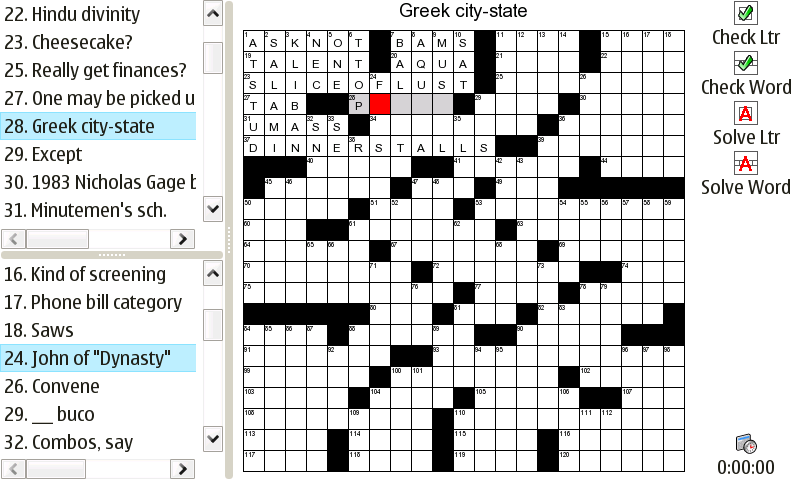 22. Hindu divinity
23. Cheesecake?
25. Really get finances?
27. One may be picked u
28. Greek city-state
29. Except
30. 1983 Nicholas Gage b
31. Minutemen's sch.
16. Kind of screening
17. Phone bill category
18. Saws
24. John of "Dynasty"
26. Convene
29. __ buco
32. Combos, say
Greek city-state
A S K N O T B A M S
T A L E N T A Q U A
S L I C E O F L U S T
T A B P
U M A S S
D I N N E R S T A L L S
Check Ltr
Check Word
Solve Ltr
Solve Word
0:00:00